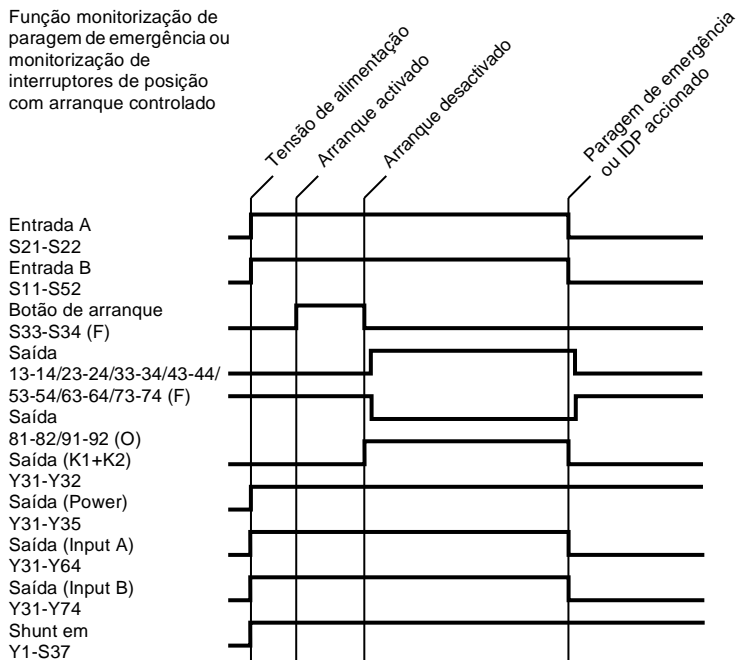 Função monitorização de
paragem de emergência ou
monitorização de
interruptores de posição
com arranque controlado
Tensão de alimentação
Arranque activado
Arranque desactivado
Paragem de emergência
ou IDP accionado
Entrada A
S21-S22
Entrada B
S11-S52
Botão de arranque
S33-S34 (F)
Saída
13-14/23-24/33-34/43-44/
53-54/63-64/73-74 (F)
Saída
81-82/91-92 (O)
Saída (K1+K2)
Y31-Y32
Saída (Power)
Y31-Y35
Saída (Input A)
Y31-Y64
Saída (Input B)
Y31-Y74
Shunt em
Y1-S37